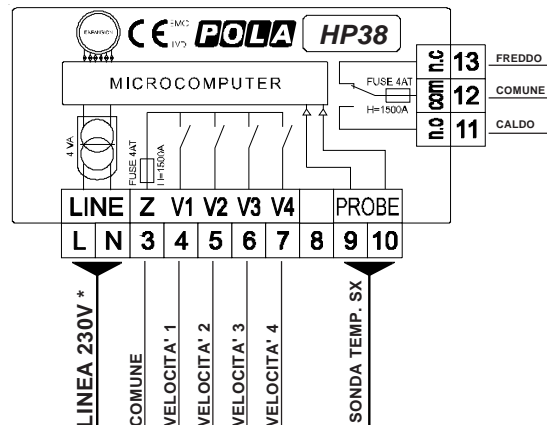 EXPANSION
CE EMC
LVD
POLA
HP38
MICROCOMPUTER
4 VA
FUSE 4AT
H=1500A
FUSE 4AT
H=1500A
n.c 13 FREDDO
com 12 COMUNE
n.o 11 CALDO
LINE Z V1 V2 V3 V4 PROBE
L N 3 4 5 6 7 8 9 10
LINEA 230V *
COMUNE
VELOCITA' 1
VELOCITA' 2
VELOCITA' 3
VELOCITA' 4
SONDA TEMP. SX